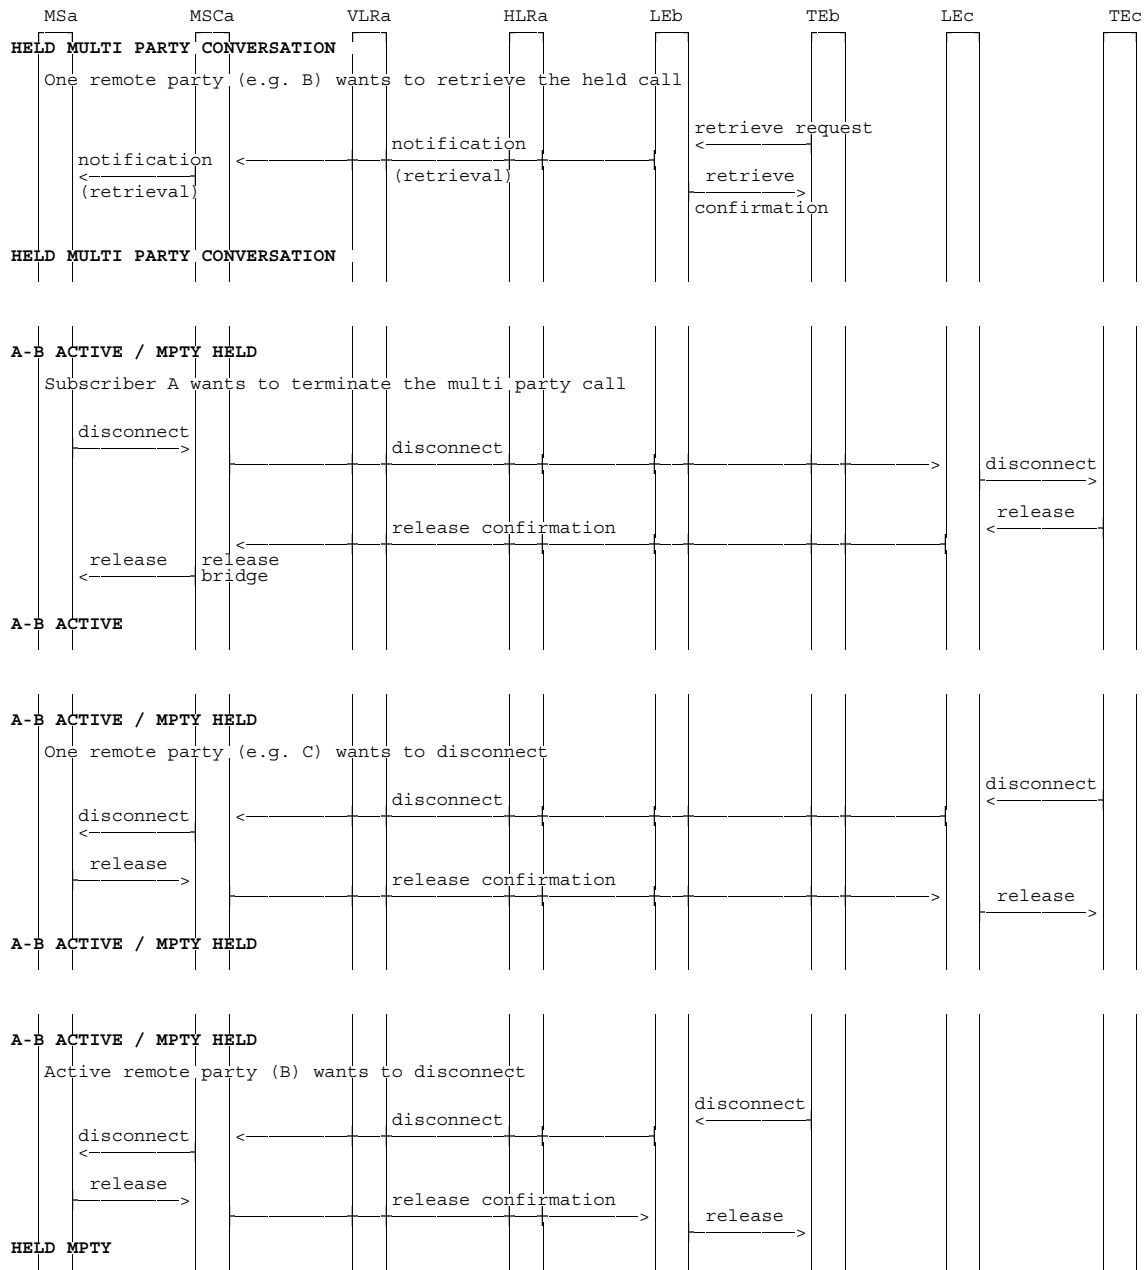 MSa MSCa VLRa HLRa LEb TEb LEc TEc
HELD MULTI PARTY CONVERSATION
One remote party (e.g. B) wants to retrieve the held call
retrieve request
notification
notification
(retrieval)
retrieve
(retrieval)
confirmation
HELD MULTI PARTY CONVERSATION
A-B ACTIVE / MPTY HELD
Subscriber A wants to terminate the multi party call
disconnect
disconnect
disconnect
release
release confirmation
release release
bridge
A-B ACTIVE
A-B ACTIVE / MPTY HELD
One remote party (e.g. C) wants to disconnect
disconnect
disconnect
disconnect
release
release confirmation
release
A-B ACTIVE / MPTY HELD
A-B ACTIVE / MPTY HELD
Active remote party (B) wants to disconnect
disconnect
disconnect
disconnect
release
release confirmation
release
HELD MPTY